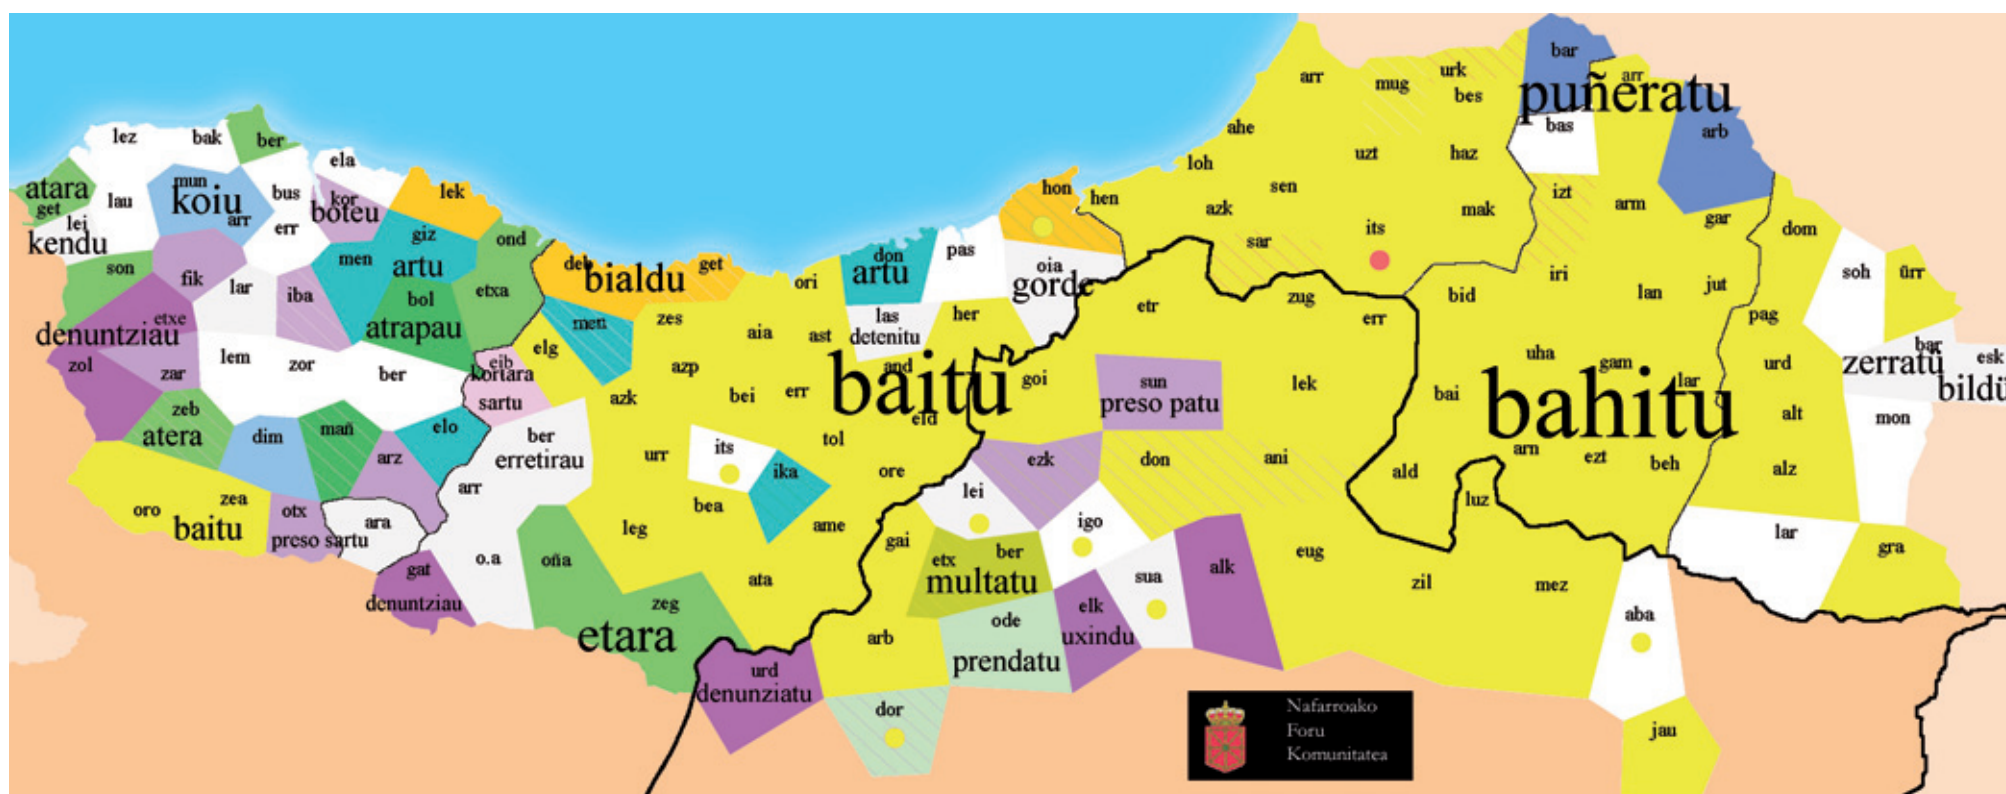 bar
arr
urk
arr
mug
bes
puñeratu
bas
arb
lez
bak
ber
ahe
ela
uzt
haz
loh
atara
mun
koiu
bus
kor
lek
hon
hen
sen
izt
get
lau
arr
boteu
azk
mak
arm
gar
lei
err
giz
ond
its
dom
kendu
sar
son
men
artu
deb
bialdu
get
don
artu
pas
oia
gorde
iri
soh
ürr
fik
lar
iba
bol
etxa
ori
zug
bid
lan
jut
etxe
atrapau
men
zes
aia
ast
las
her
etr
err
pag
denuntziau
detenitu
lem
zor
ber
eib
elg
uha
gam
bar
esk
zol
zar
kortara
azp
and
goi
sun
lek
lar
urd
zerratü
bildü
sartu
azk
bei
err
baitu
preso patu
bai
bahitu
zeb
eld
alt
mon
atera
dim
mañ
elo
ber
its
tol
arn
arz
erretirau
urr
ika
ore
ezk
don
ani
ald
ezt
beh
alz
arr
lei
oro
zea
otx
ara
bea
luz
baitu
preso sartu
leg
ame
gai
igo
lar
gat
o.a
oña
etx
ber
eug
gra
denuntziau
ata
multatu
sua
alk
zil
mez
zeg
elk
aba
etara
arb
ode
uxindu
prendatu
urd
denunziatu
dor
jau
Nafarroako
Foru
Komunitatea